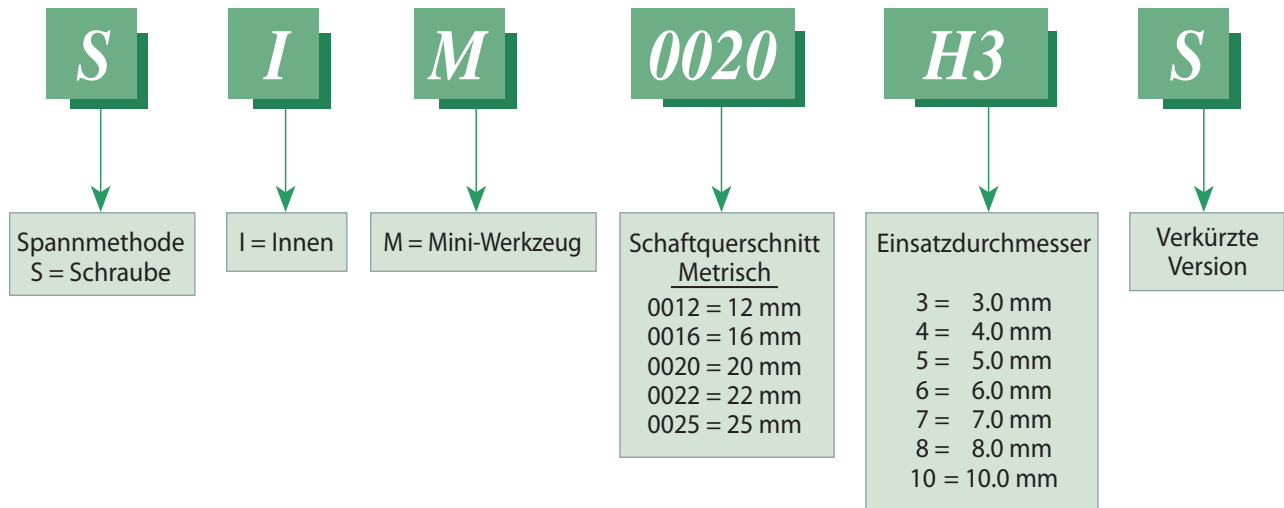 S I M 0020 H3 S
Spannmethode
S = Schraube
I = Innen
M = Mini-Werkzeug
Schaftquerschnitt
Metrisch
0012 = 12 mm
0016 = 16 mm
0020 = 20 mm
0022 = 22 mm
0025 = 25 mm
Einsatzdurchmesser
3 = 3.0 mm
4 = 4.0 mm
5 = 5.0 mm
6 = 6.0 mm
7 = 7.0 mm
8 = 8.0 mm
10 = 10.0 mm
Verkürzte
Version